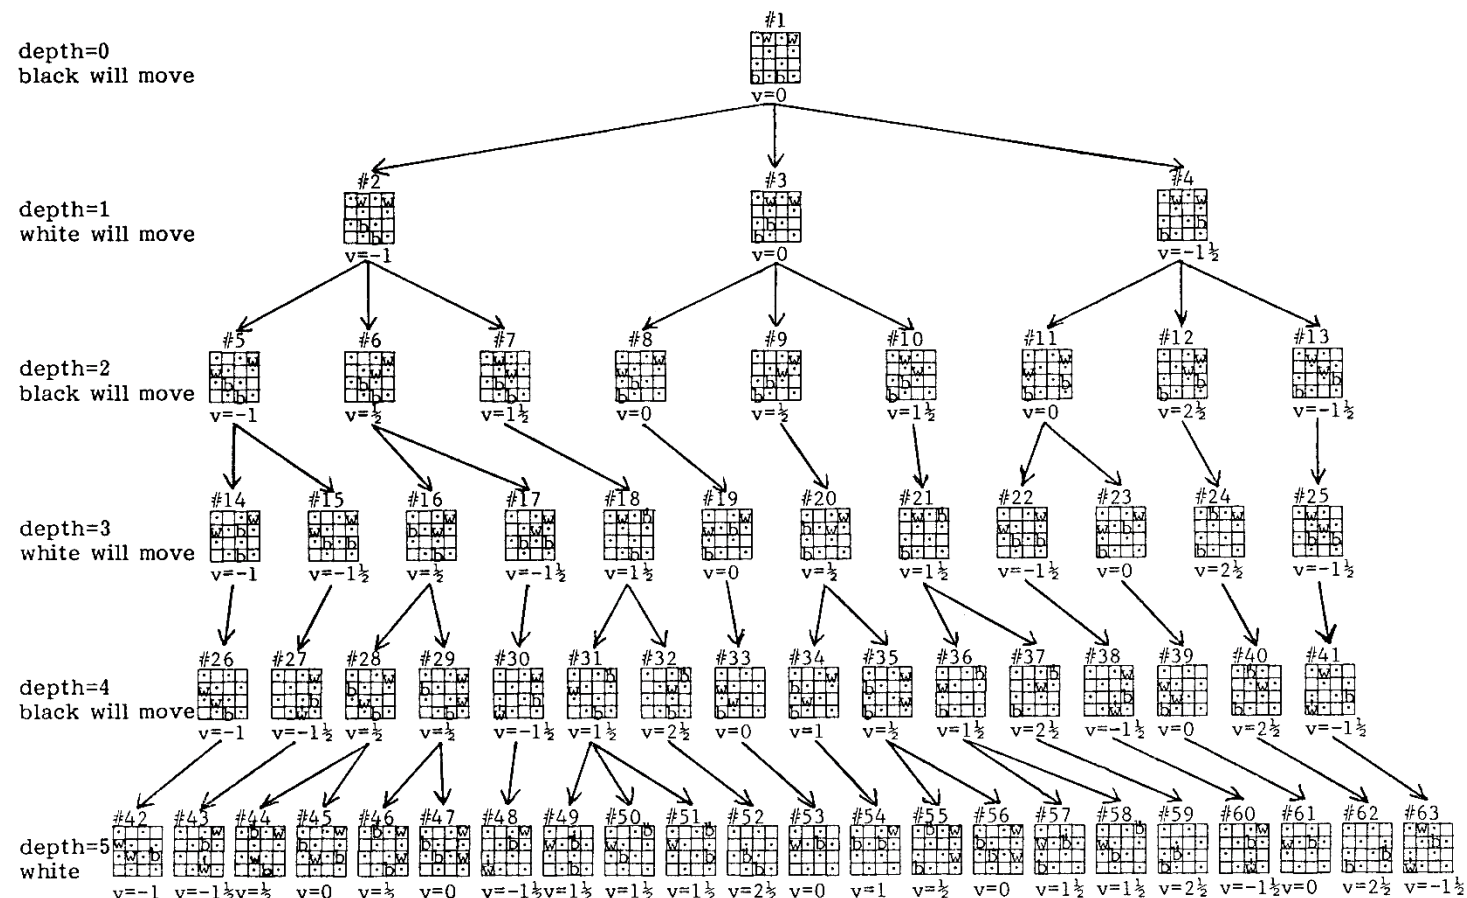 #1
depth=0
black will move
v=0
#2 #3 #4
depth=1
white will move
v=-1 v=0 v=-1½
#5 #6 #7 #8 #9 #10 #11 #12 #13
depth=2
black will move
v=-1 v=½ v=1½ v=0 v=½ v=1½ v=0 v=2½ v=-1½
#14 #15 #16 #17 #18 #19 #20 #21 #22 #23 #24 #25
depth=3
white will move
v=-1 v=-1½ v=½ v=-1½ v=1½ v=0 v=½ v=1½ v=-1½ v=0 v=2½ v=-1½
#26 #27 #28 #29 #30 #31 #32 #33 #34 #35 #36 #37 #38 #39 #40 #41
depth=4
black will move
v=-1 v=-1½ v=½ v=½ v=-1½ v=1½ v=2½ v=0 v=1 v=½ v=1½ v=2½ v=-1½ v=0 v=2½ v=-1½
#42 #43 #44 #45 #46 #47 #48 #49 #50 #51 #52 #53 #54 #55 #56 #57 #58 #59 #60 #61 #62 #63
depth=5
white
v=-1 v=-1½ v=½ v=0 v=½ v=0 v=-1½ v=1½ v=1½ v=1½ v=2½ v=0 v=1 v=½ v=0 v=1½ v=1½ v=2½ v=-1½ v=0 v=2½ v=-1½